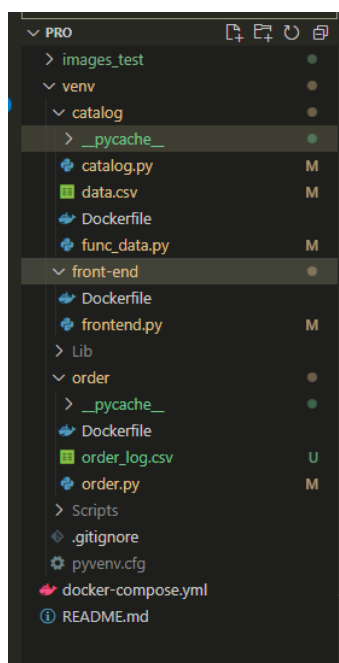 PRO
images_test
venv
catalog
__pycache__
catalog.py M
data.csv M
Dockerfile
func_data.py M
front-end
Dockerfile
frontend.py M
Lib
order
__pycache__
Dockerfile
order_log.csv U
order.py M
Scripts
.gitignore
pyvenv.cfg
docker-compose.yml
README.md